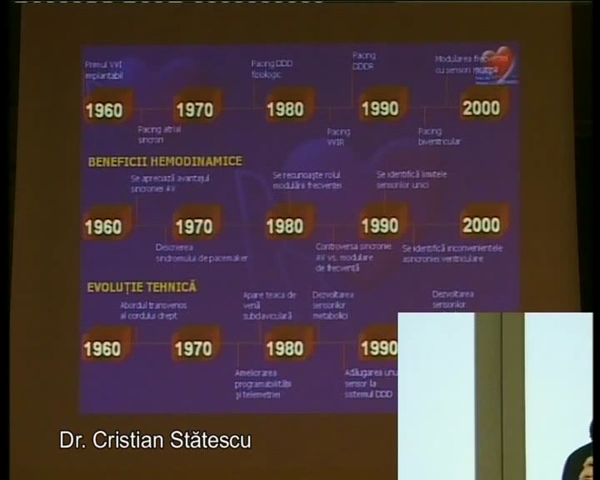 Primul VVI
implantabil
Pacing DDD
fiziologic
Pacing
DDDR
Modularea frecvenței
cu senzori multipli
1960
1970
1980
1990
2000
Pacing atrial
sincron
Pacing
VVIR
Pacing
biventricular
BENEFICII HEMODINAMICE
Se apreciază avantajul
sincroniei AV
Se recunoaște rolul
modulării frecvenței
Se identifică limitele
senzorilor unici
1960
1970
1980
1990
2000
Descrierea
sindromului de pacemaker
Controversa sincronie
AV vs. modulare
de frecvență
Se identifică inconvenientele
asincroniei ventriculare
EVOLUȚIE TEHNICĂ
Abordul transvenos
al cordului drept
Apare teaca de
venă
subclaviculară
Dezvoltarea
senzorilor
metabolici
Dezvoltarea
senzorilor
1960
1970
1980
1990
Ameliorarea
programabilității
și telemetriei
Adăugarea unui
senzor la
sistemul DDD
Dr. Cristian Stătescu